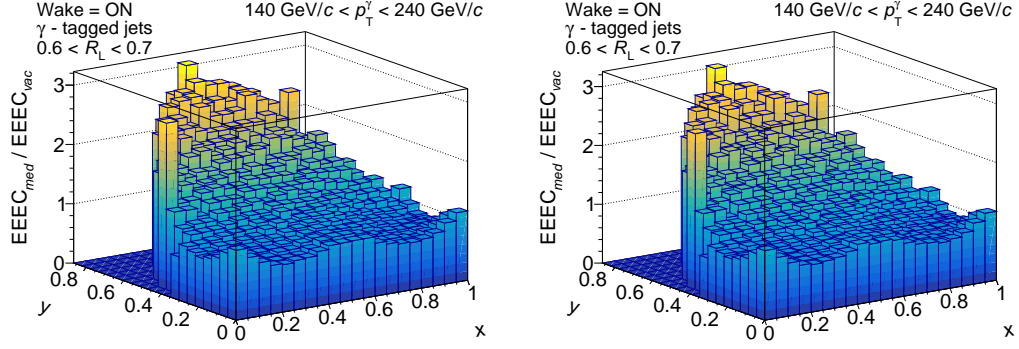 Wake = ON
140 GeV/c < p_T^γ < 240 GeV/c
γ - tagged jets
0.6 < R_L < 0.7
EEEC_med / EEEC_vac
3
2
1
0
0.8
0.6
0.4
0.2
0
y
0
0.2
0.4
0.6
0.8
1
x
Wake = ON
140 GeV/c < p_T^γ < 240 GeV/c
γ - tagged jets
0.6 < R_L < 0.7
EEEC_med / EEEC_vac
3
2
1
0
0.8
0.6
0.4
0.2
0
y
0
0.2
0.4
0.6
0.8
1
x